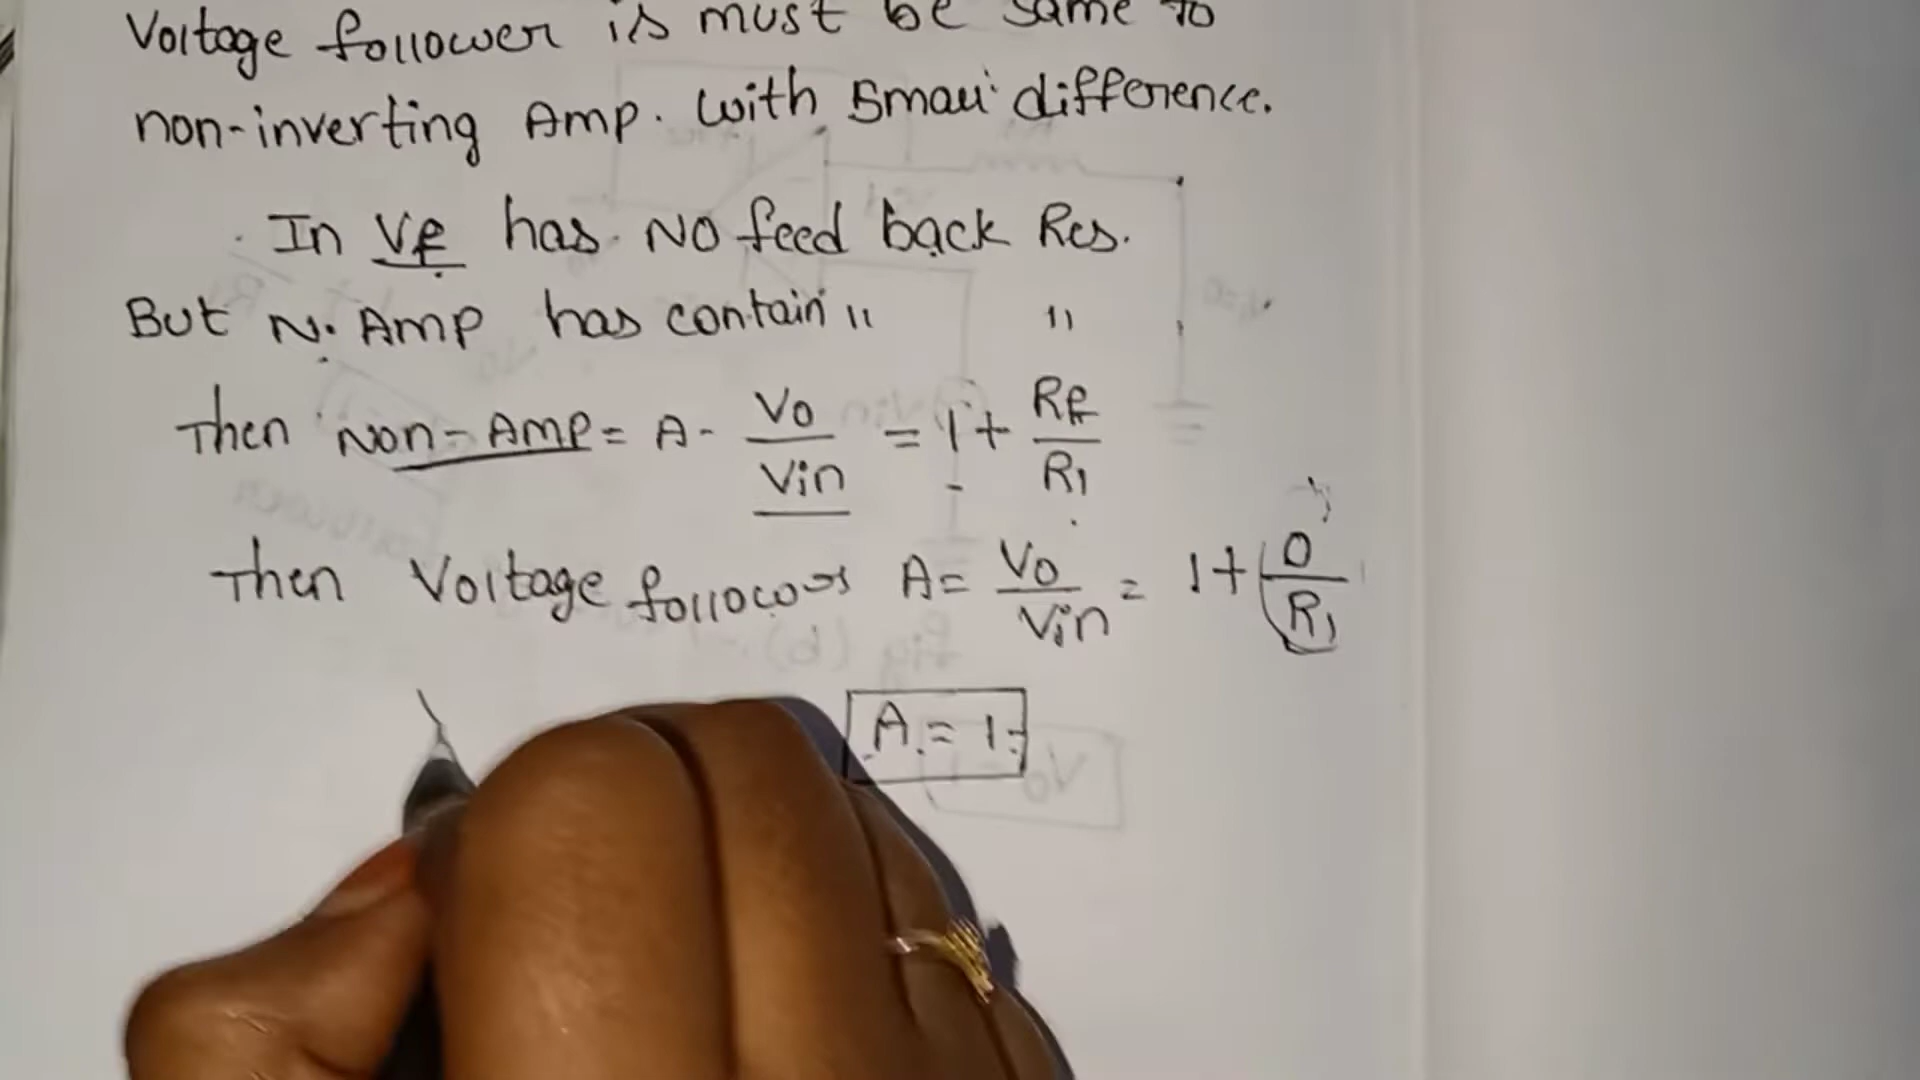 Voltage follower is must be same to
non-inverting Amp. with Small difference.
In VF has NO feed back Res.
But N. Amp has contain " "
Then Non-Amp = A - Vo/Vin = 1 + RF/R1
Then Voltage follower A = Vo/Vin = 1 + 0/R1
A = 1